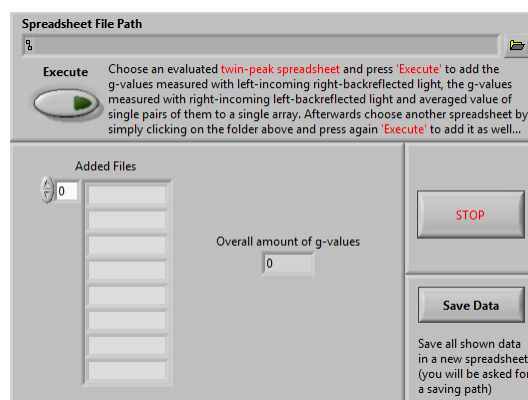 Spreadsheet File Path
Execute
Choose an evaluated twin-peak spreadsheet and press 'Execute' to add the
g-values measured with left-incoming right-backreflected light, the g-values
measured with right-incoming left-backreflected light and averaged value of
single pairs of them to a single array. Afterwards choose another spreadsheet by
simply clicking on the folder above and press again 'Execute' to add it as well...
Added Files
0
Overall amount of g-values
0
STOP
Save Data
Save all shown data
in a new spreadsheet
(you will be asked for
a saving path)